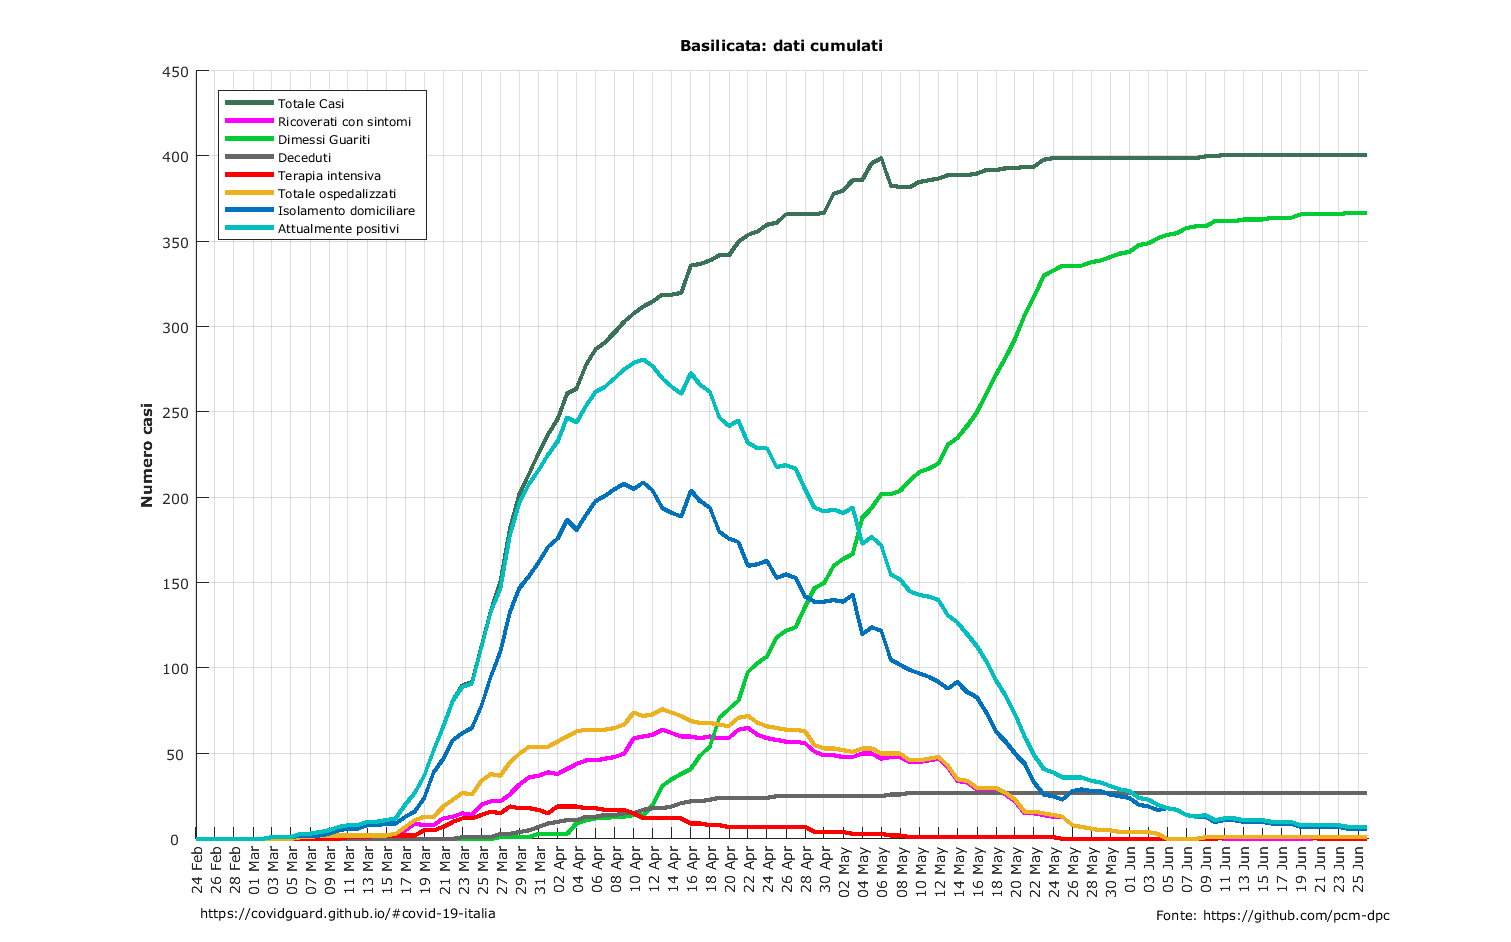 Basilicata: dati cumulati
Numero casi
450
400
350
300
250
200
150
100
50
0
Totale Casi
Ricoverati con sintomi
Dimessi Guariti
Deceduti
Terapia intensiva
Totale ospedalizzati
Isolamento domiciliare
Attualmente positivi
24 Feb
26 Feb
28 Feb
01 Mar
03 Mar
05 Mar
07 Mar
09 Mar
11 Mar
13 Mar
15 Mar
17 Mar
19 Mar
21 Mar
23 Mar
25 Mar
27 Mar
29 Mar
31 Mar
02 Apr
04 Apr
06 Apr
08 Apr
10 Apr
12 Apr
14 Apr
16 Apr
18 Apr
20 Apr
22 Apr
24 Apr
26 Apr
28 Apr
30 Apr
02 May
04 May
06 May
08 May
10 May
12 May
14 May
16 May
18 May
20 May
22 May
24 May
26 May
28 May
30 May
01 Jun
03 Jun
05 Jun
07 Jun
09 Jun
11 Jun
13 Jun
15 Jun
17 Jun
19 Jun
21 Jun
23 Jun
25 Jun
https://covidguard.github.io/#covid-19-italia
Fonte: https://github.com/pcm-dpc